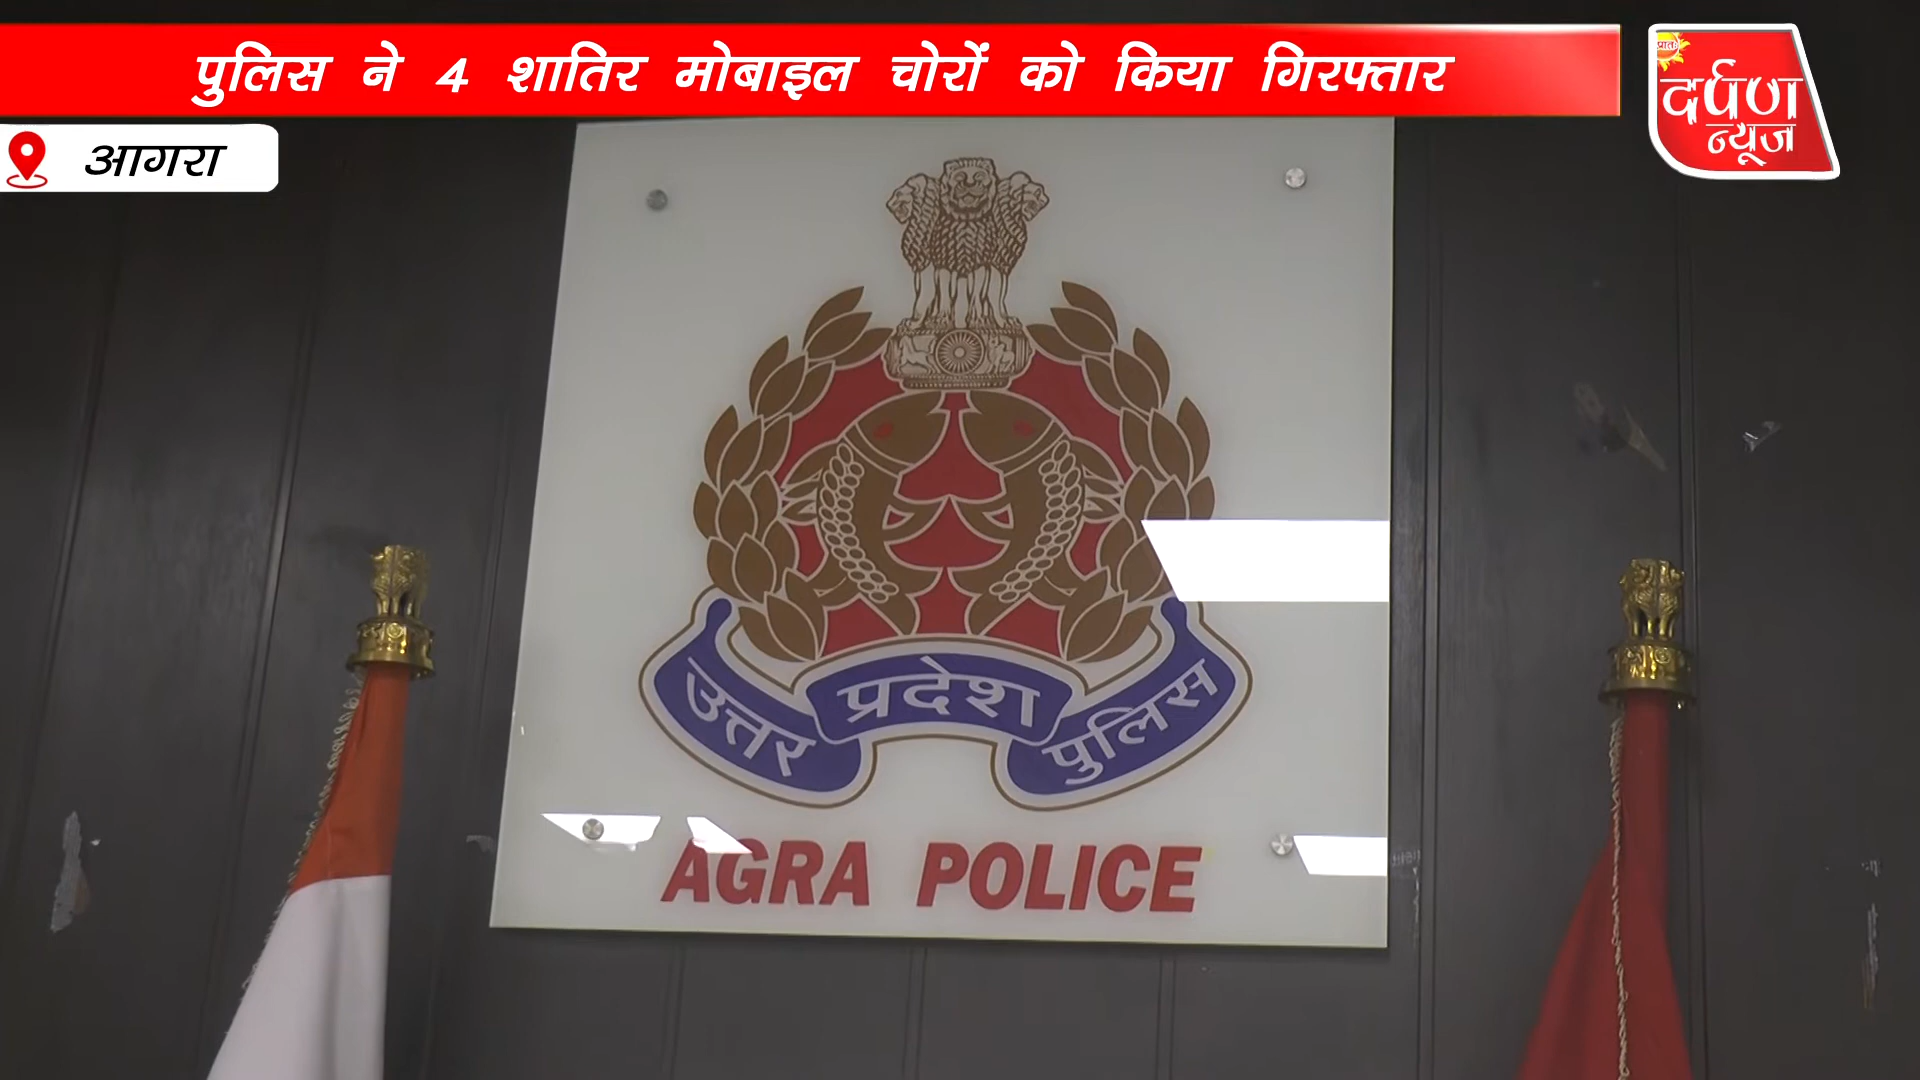 पुलिस ने 4 शातिर मोबाइल चोरों को किया गिरफ्तार
प्रातः
दर्पण
न्यूज
आगरा
उत्तर प्रदेश पुलिस
AGRA POLICE